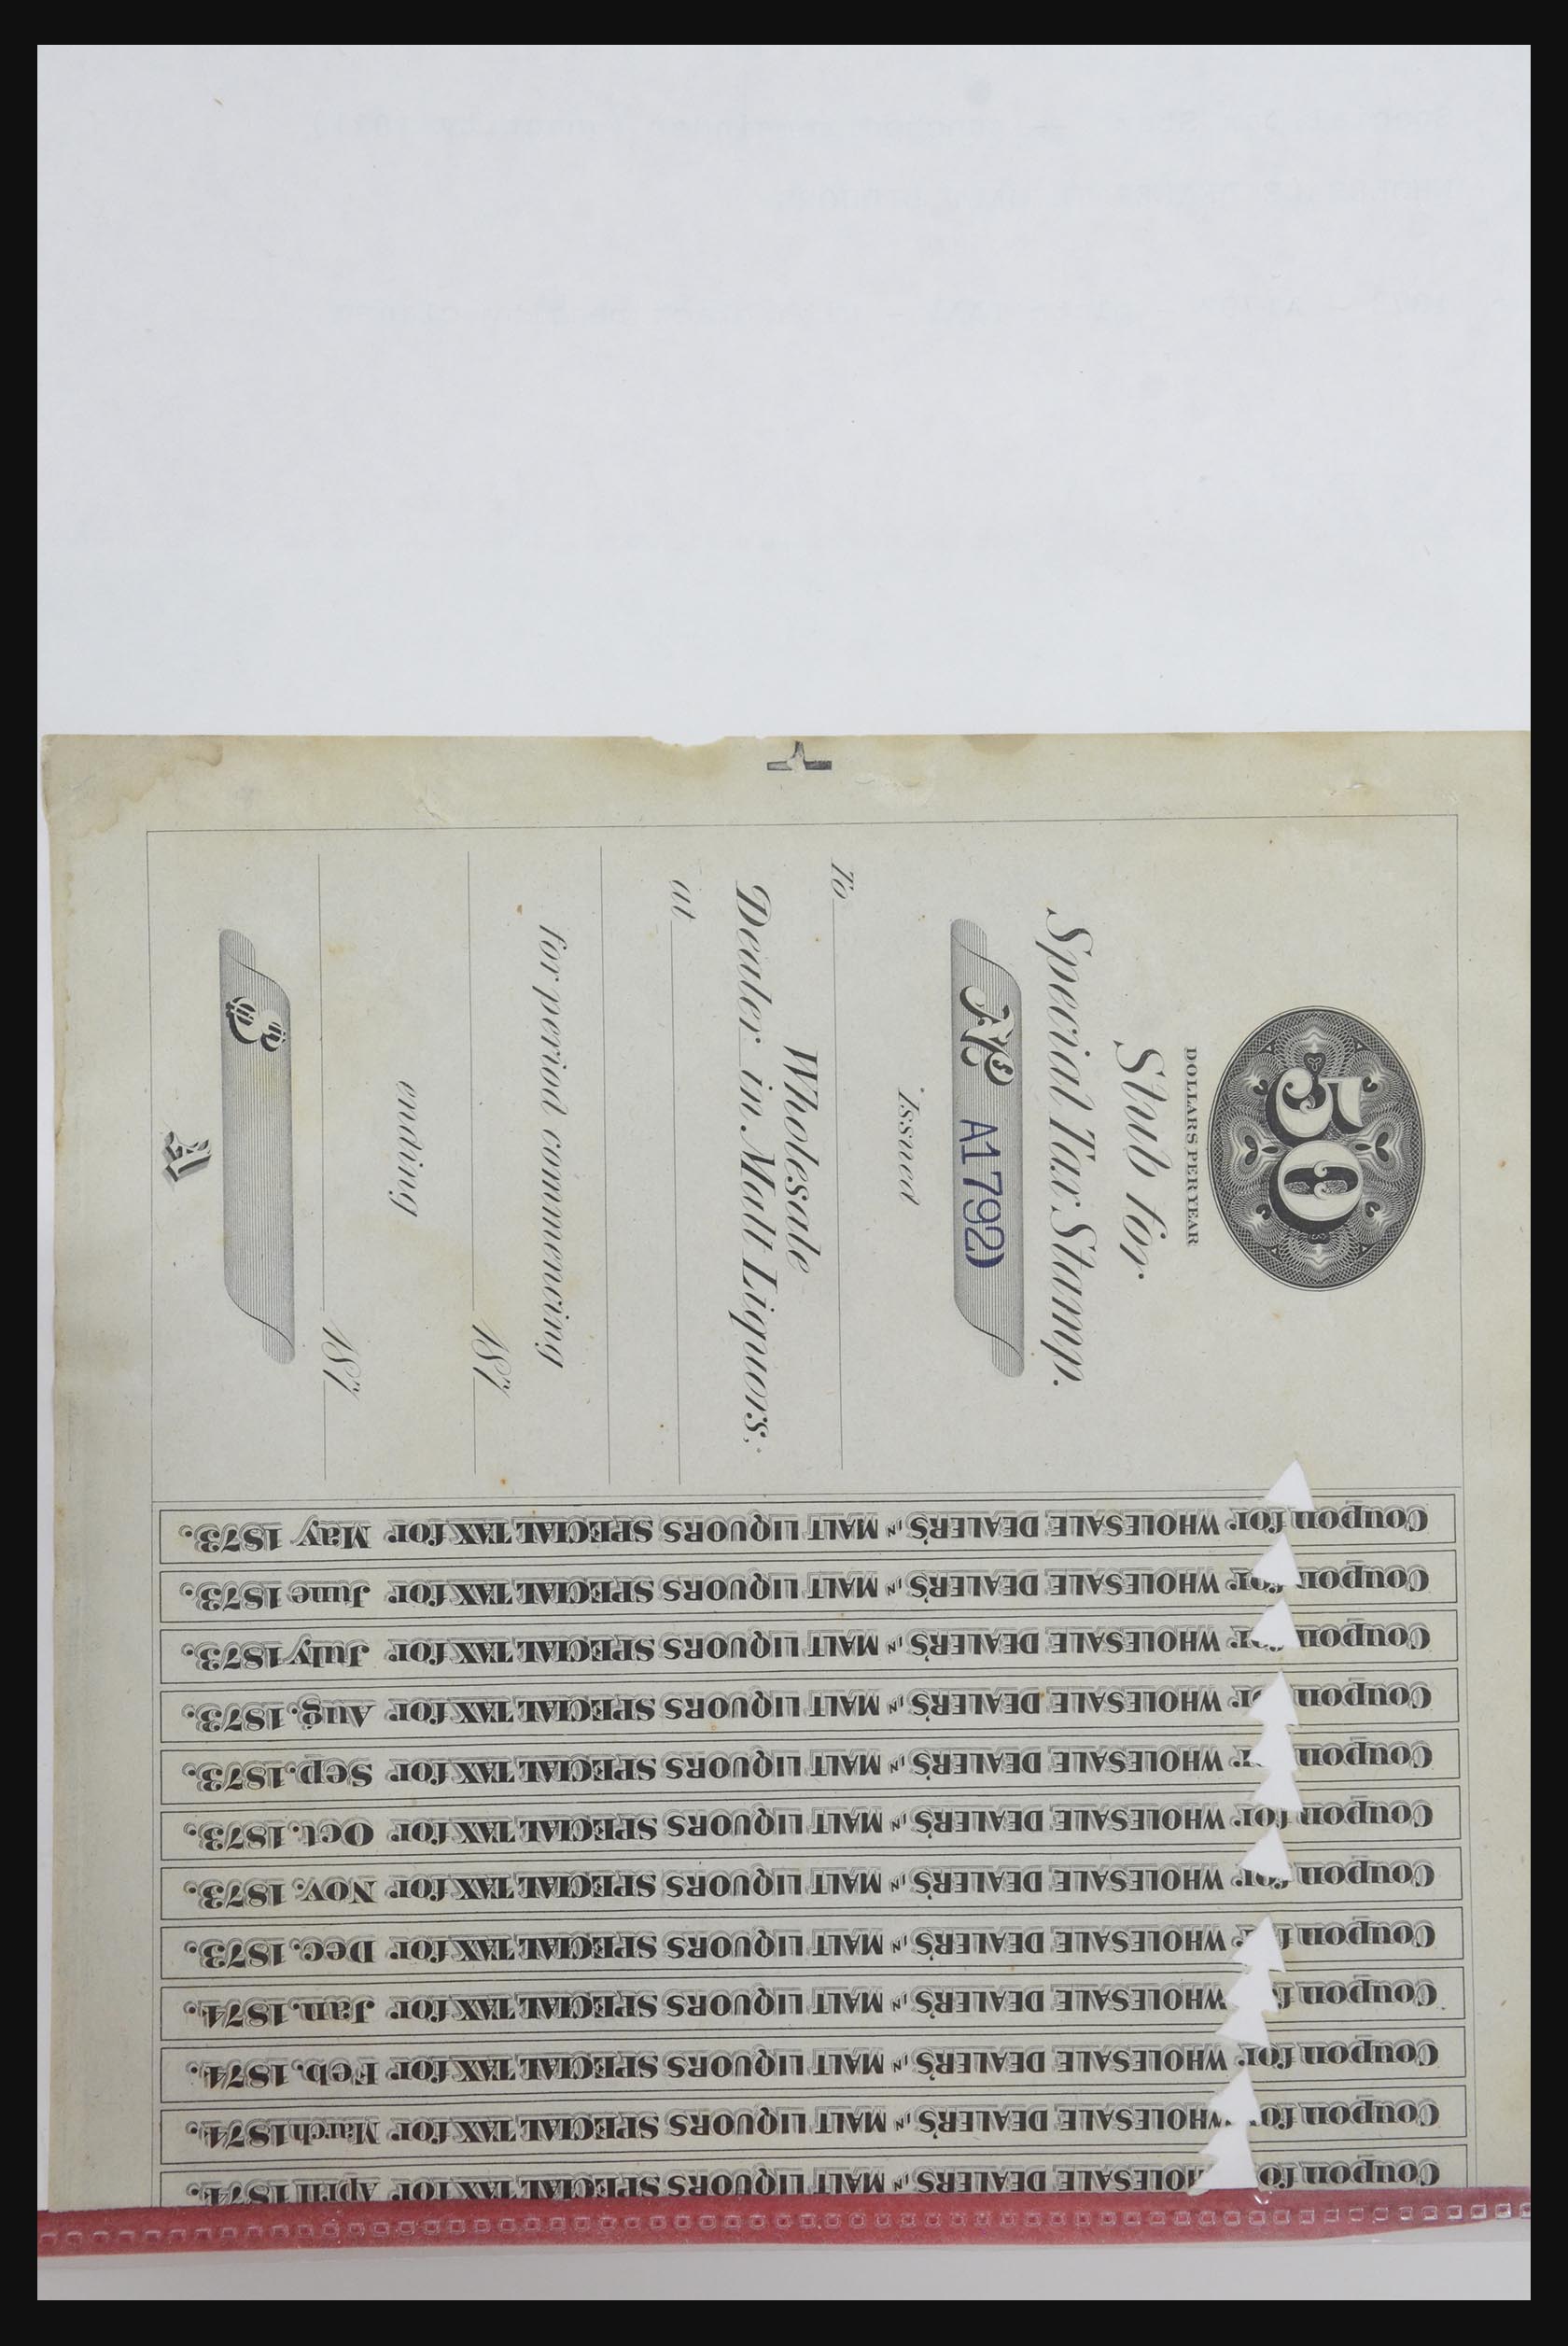 50
DOLLARS PER YEAR
Stub for
Special Tax Stamp.
No A1792)
Issued
To
Wholesale
Dealer in Malt Liquors,
at
for period commencing
187
ending
187
$
Coupon for WHOLESALE DEALER'S IN MALT LIQUORS SPECIAL TAX for May 1873.
Coupon for WHOLESALE DEALER'S IN MALT LIQUORS SPECIAL TAX for June 1873.
Coupon for WHOLESALE DEALER'S IN MALT LIQUORS SPECIAL TAX for July 1873.
Coupon for WHOLESALE DEALER'S IN MALT LIQUORS SPECIAL TAX for Aug. 1873.
Coupon for WHOLESALE DEALER'S IN MALT LIQUORS SPECIAL TAX for Sep. 1873.
Coupon for WHOLESALE DEALER'S IN MALT LIQUORS SPECIAL TAX for Oct. 1873.
Coupon for WHOLESALE DEALER'S IN MALT LIQUORS SPECIAL TAX for Nov. 1873.
Coupon for WHOLESALE DEALER'S IN MALT LIQUORS SPECIAL TAX for Dec. 1873.
Coupon for WHOLESALE DEALER'S IN MALT LIQUORS SPECIAL TAX for Jan. 1874.
Coupon for WHOLESALE DEALER'S IN MALT LIQUORS SPECIAL TAX for Feb. 1874.
Coupon for WHOLESALE DEALER'S IN MALT LIQUORS SPECIAL TAX for March 1874.
Coupon for WHOLESALE DEALER'S IN MALT LIQUORS SPECIAL TAX for April 1874.